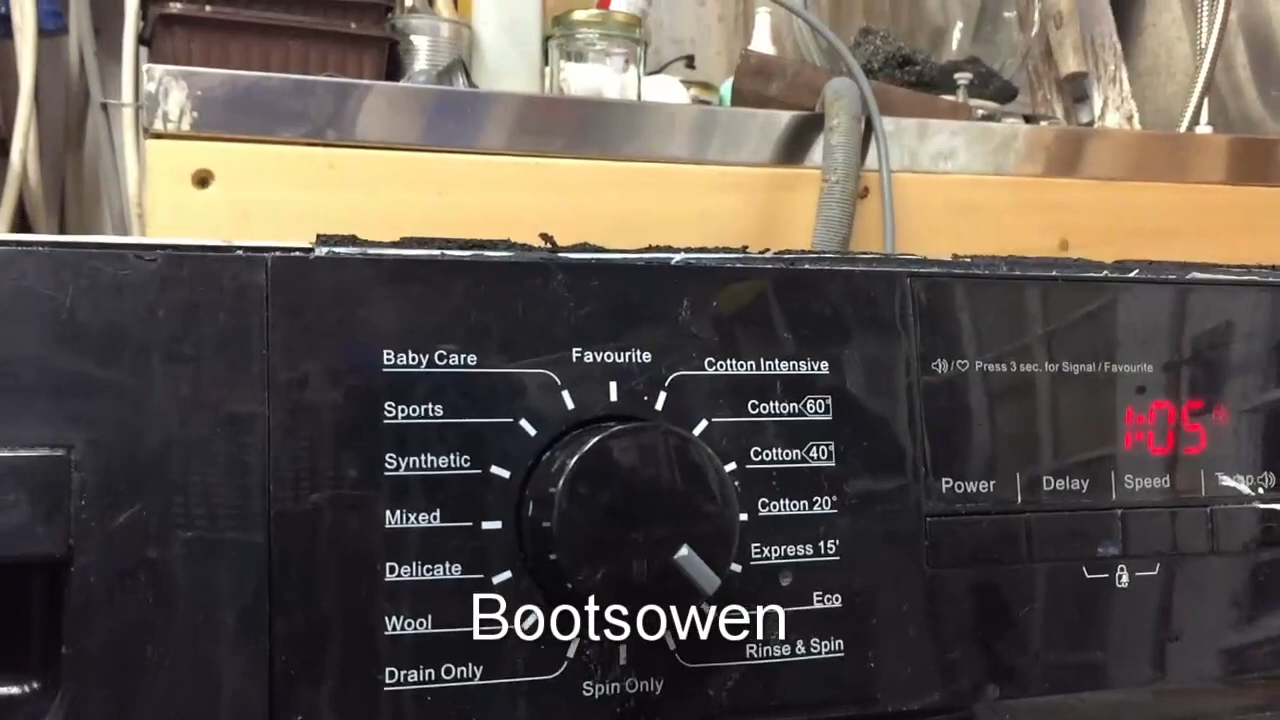 Favourite
Baby Care
Cotton Intensive
Sports
Cotton 60°
Synthetic
Cotton 40°
Mixed
Cotton 20°
Delicate
Express 15'
Wool
Eco
Drain Only
Rinse & Spin
Spin Only
Bootsowen
Press 3 sec. for Signal / Favourite
1:05
Power | Delay | Speed | Temp.